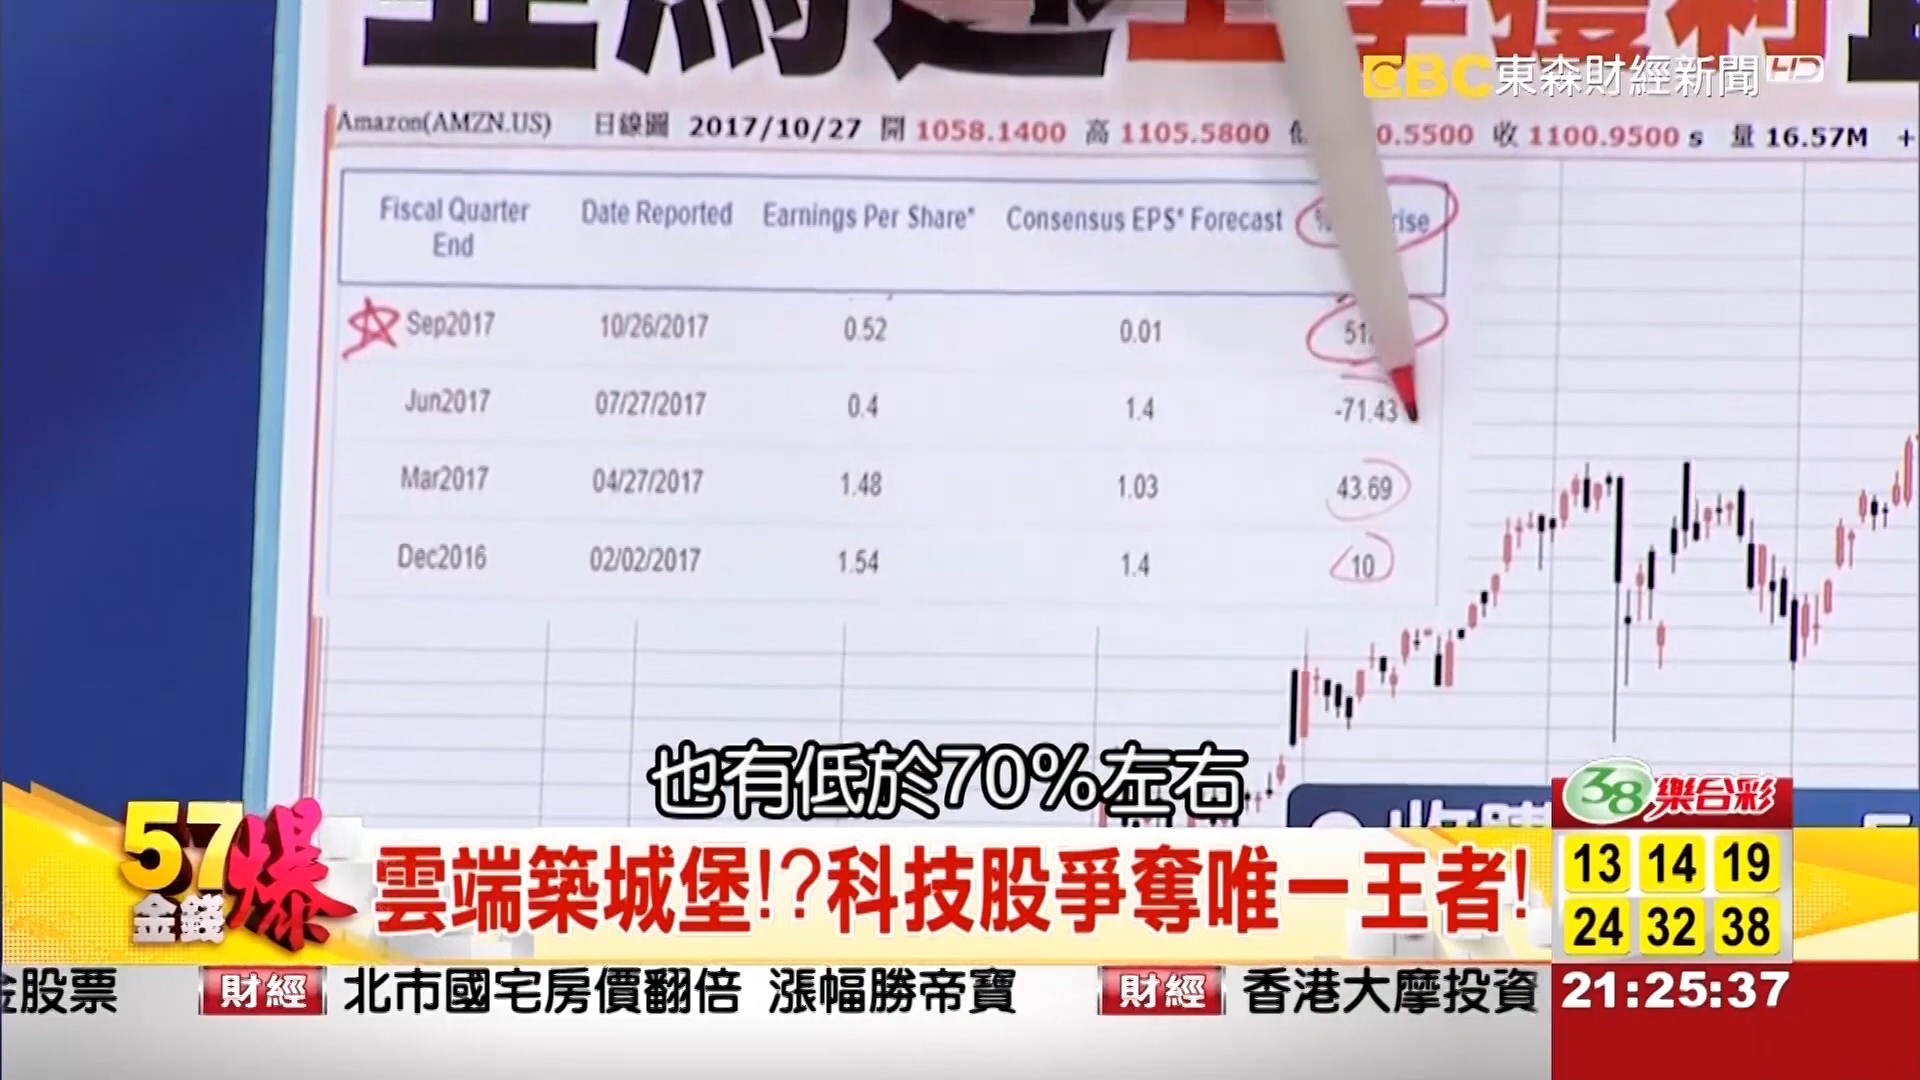 EBC 東森財經新聞 HD
Amazon(AMZN.US) 日線圖 2017/10/27 開 1058.1400 高 1105.5800 0.5500 收 1100.9500 s 量 16.57M +
Fiscal Quarter End Date Reported Earnings Per Share* Consensus EPS* Forecast
Sep2017 10/26/2017 0.52 0.01
Jun2017 07/27/2017 0.4 1.4 -71.43
Mar2017 04/27/2017 1.48 1.03 43.69
Dec2016 02/02/2017 1.54 1.4 10
也有低於70%左右
57金錢爆
雲端築城堡!?科技股爭奪唯一王者!
38樂合彩
13 14 19
24 32 38
金股票 財經 北市國宅房價翻倍 漲幅勝帝寶 財經 香港大摩投資
21:25:37